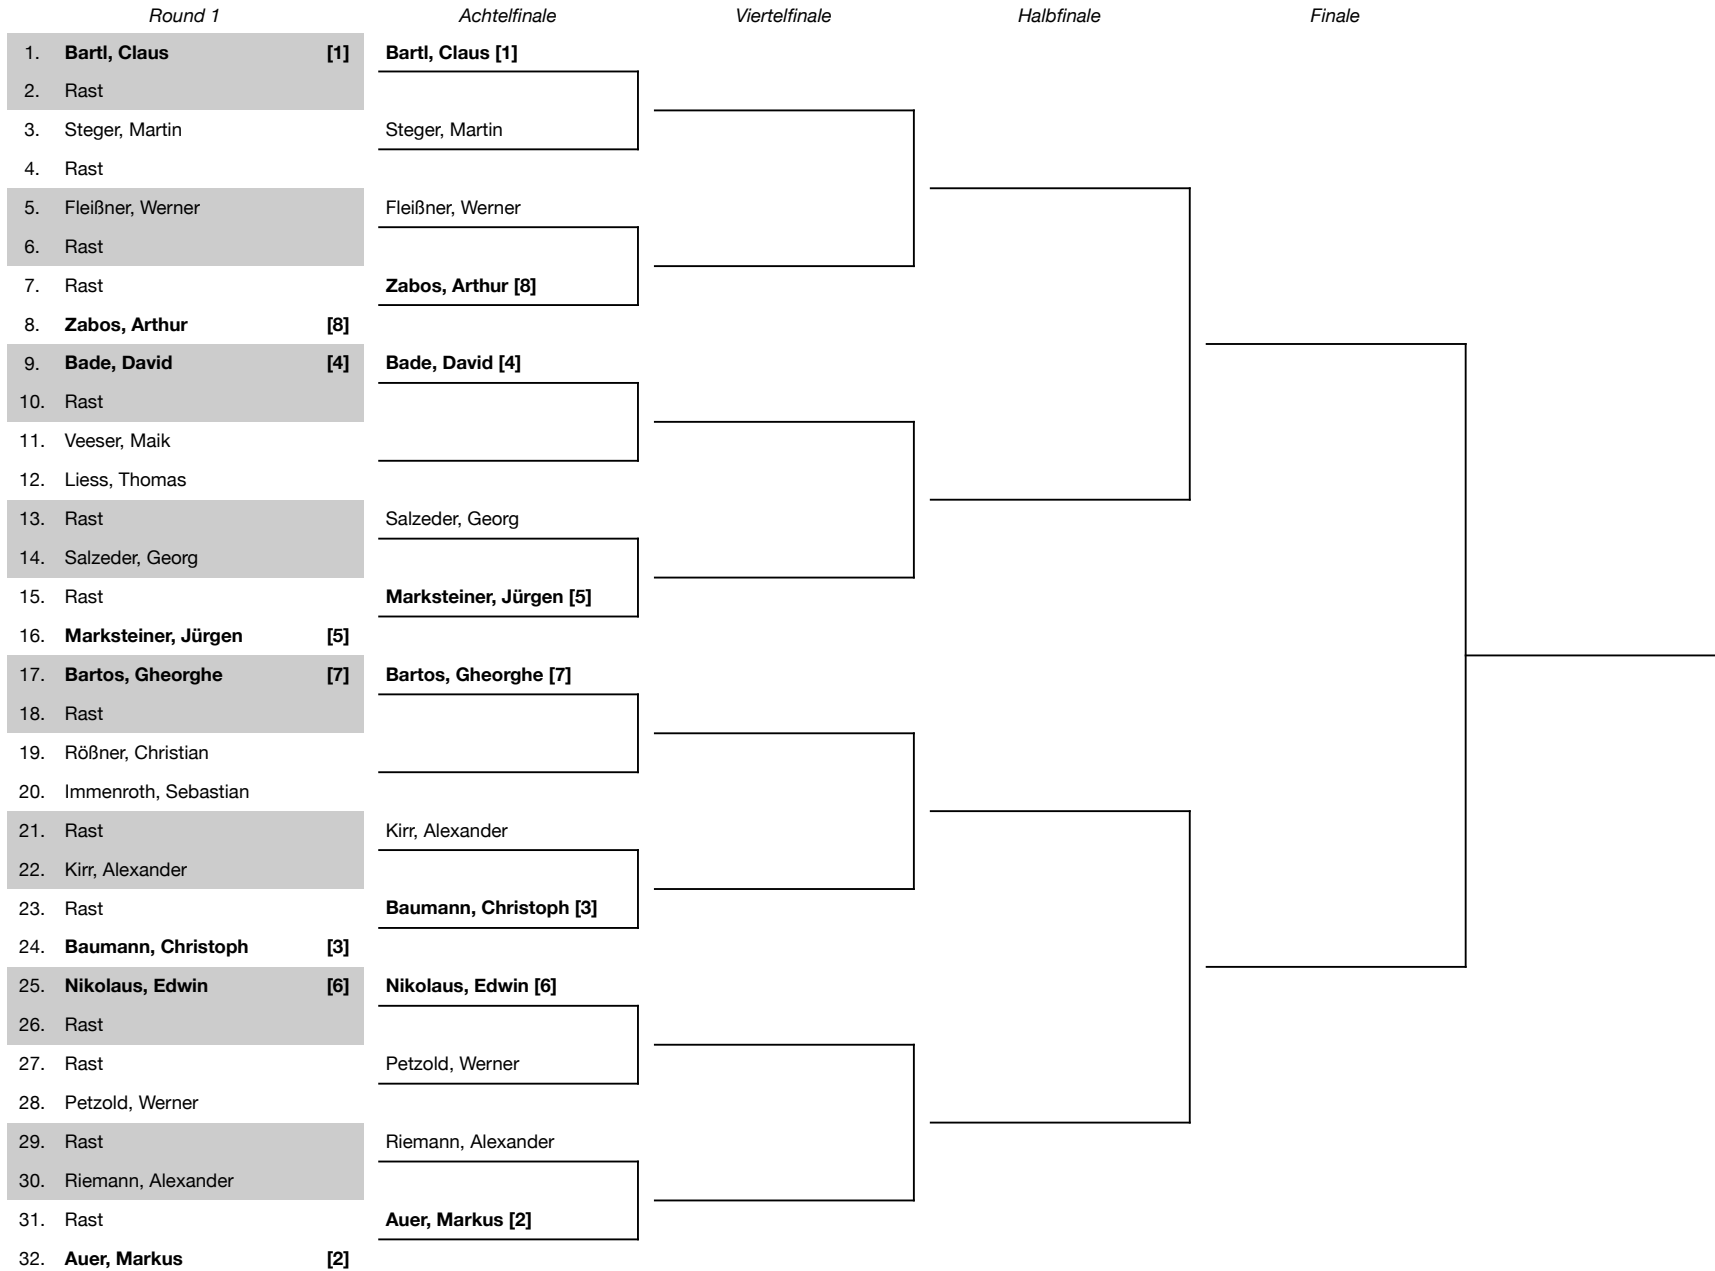 Round 1 Achtelfinale Viertelfinale Halbfinale Finale
1. Bartl, Claus [1] Bartl, Claus [1]
2. Rast
3. Steger, Martin Steger, Martin
4. Rast
5. Fleißner, Werner Fleißner, Werner
6. Rast
7. Rast Zabos, Arthur [8]
8. Zabos, Arthur [8]
9. Bade, David [4] Bade, David [4]
10. Rast
11. Veeser, Maik
12. Liess, Thomas
13. Rast Salzeder, Georg
14. Salzeder, Georg
15. Rast Marksteiner, Jürgen [5]
16. Marksteiner, Jürgen [5]
17. Bartos, Gheorghe [7] Bartos, Gheorghe [7]
18. Rast
19. Rößner, Christian
20. Immenroth, Sebastian
21. Rast Kirr, Alexander
22. Kirr, Alexander
23. Rast Baumann, Christoph [3]
24. Baumann, Christoph [3]
25. Nikolaus, Edwin [6] Nikolaus, Edwin [6]
26. Rast
27. Rast Petzold, Werner
28. Petzold, Werner
29. Rast Riemann, Alexander
30. Riemann, Alexander
31. Rast Auer, Markus [2]
32. Auer, Markus [2]